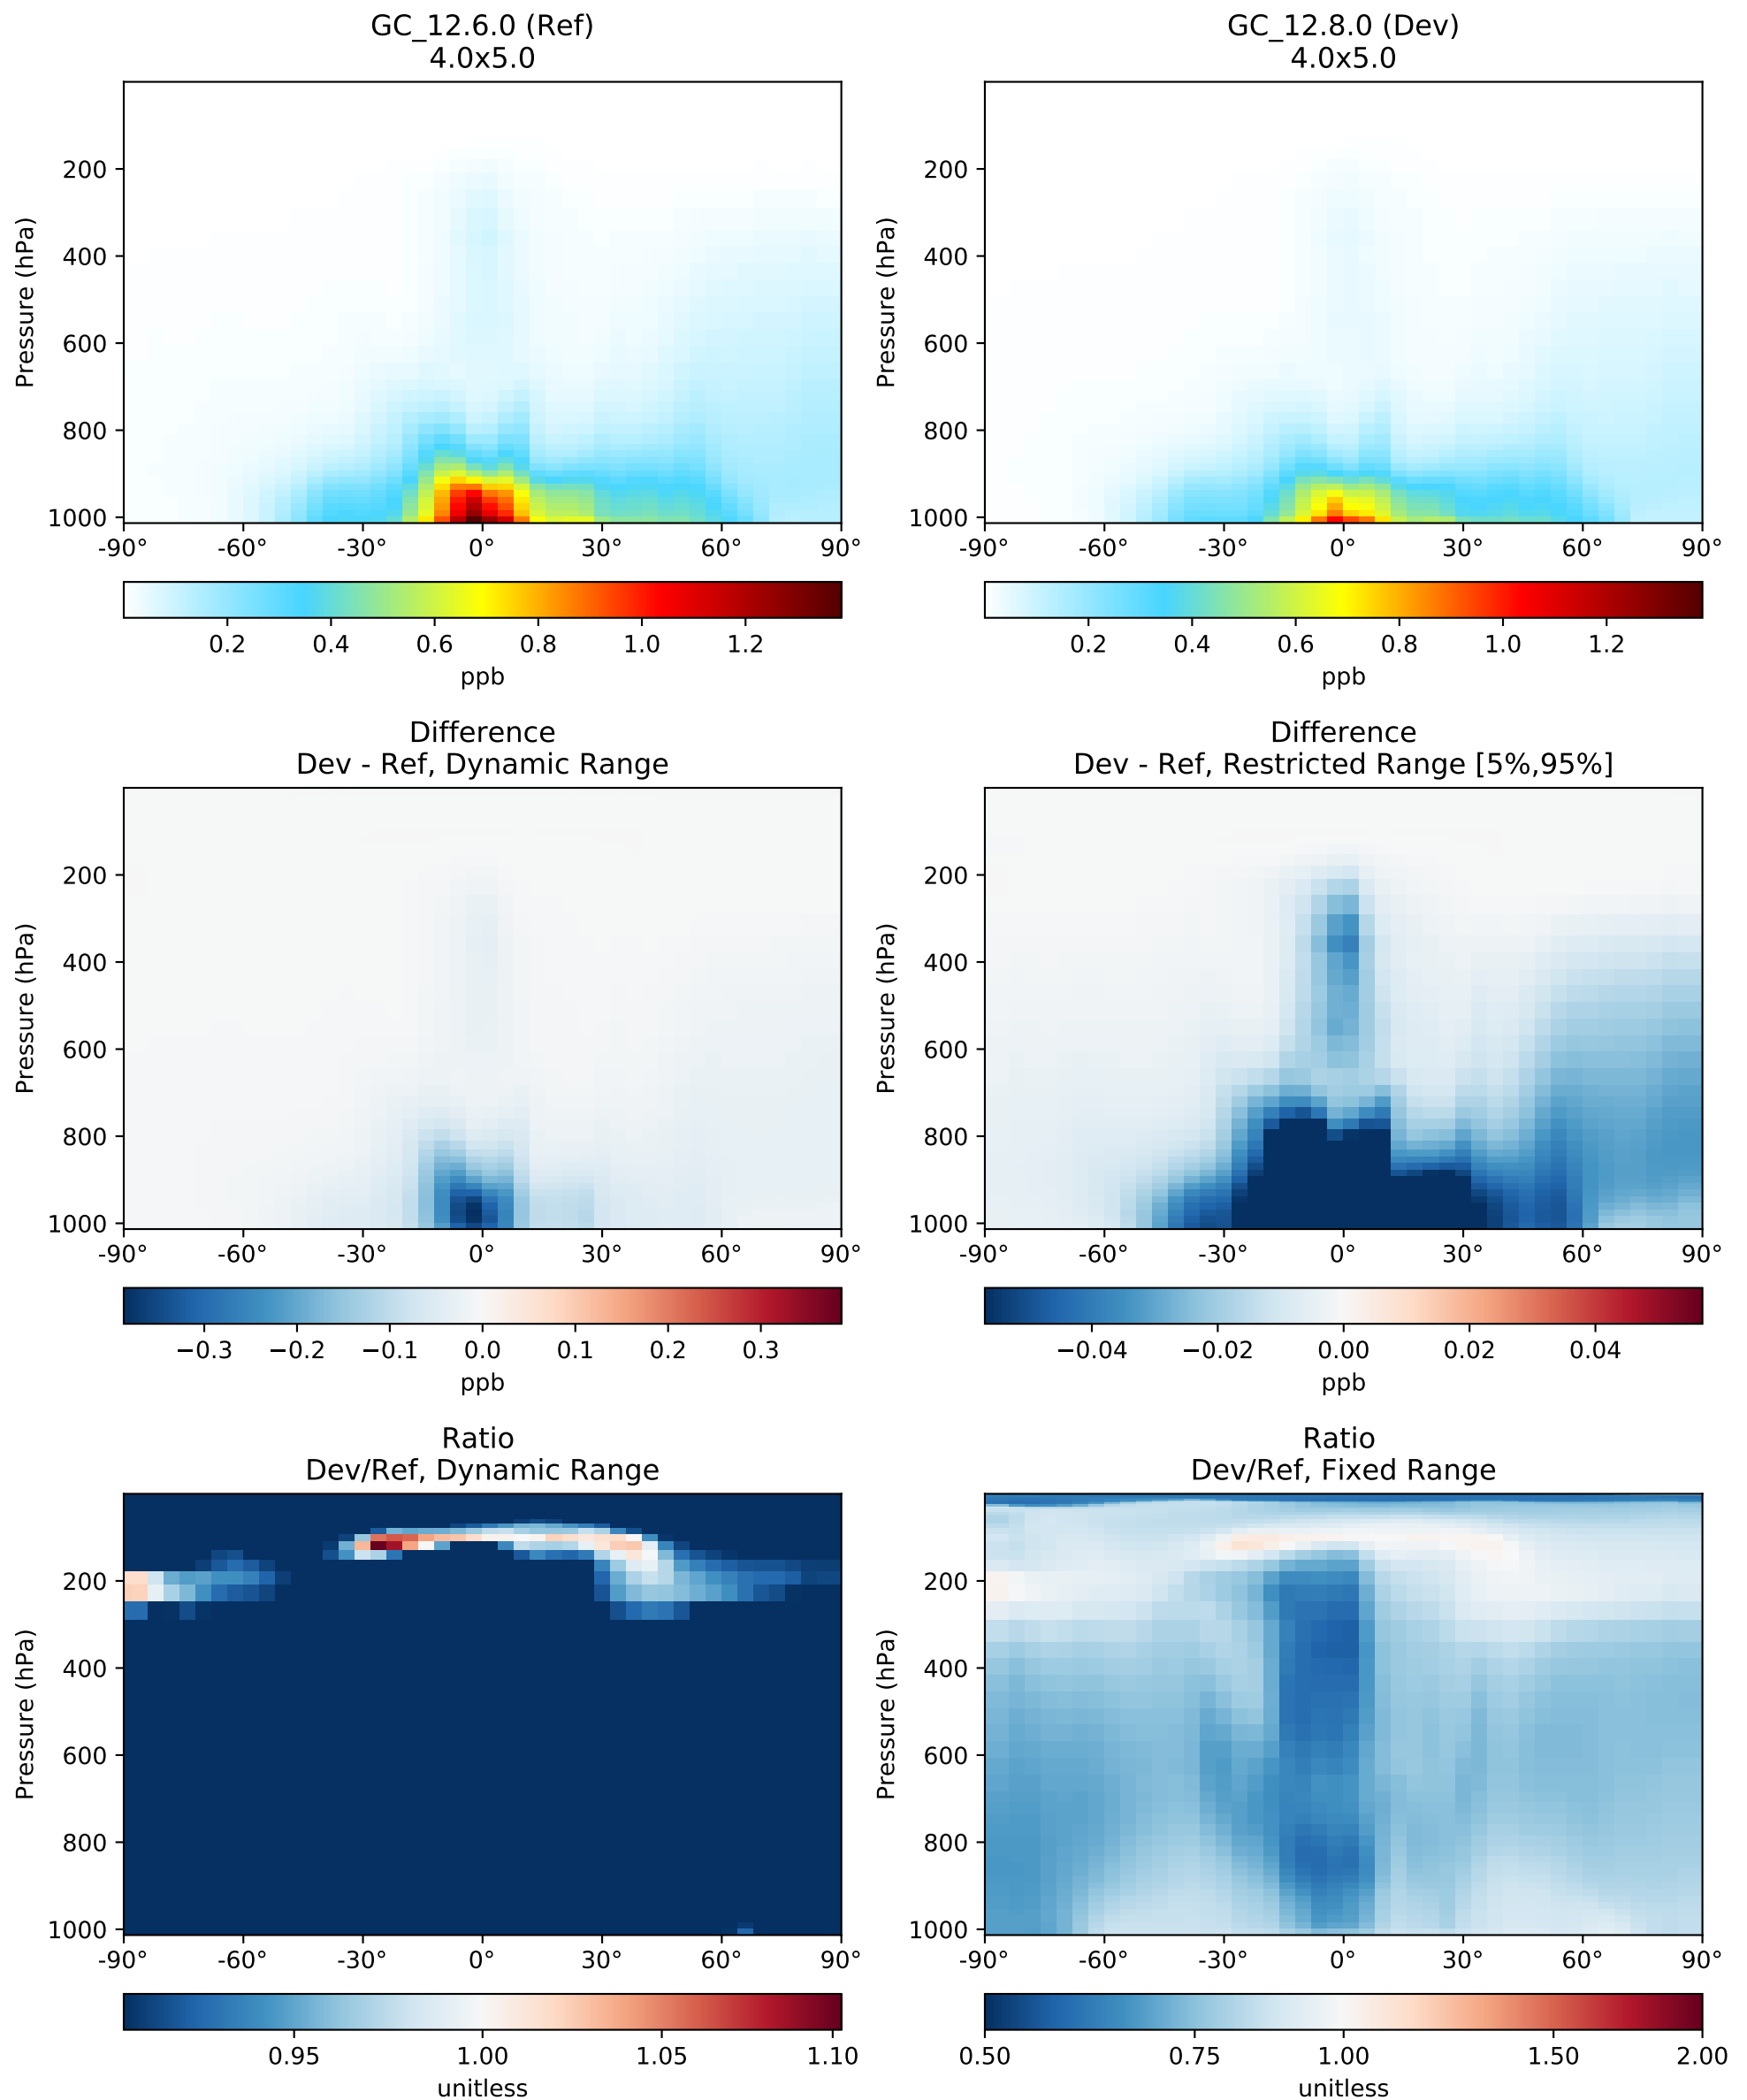 GC_12.6.0 (Ref)
4.0x5.0
Pressure (hPa)
200
400
600
800
1000
-90° -60° -30° 0° 30° 60° 90°
0.2 0.4 0.6 0.8 1.0 1.2
ppb
GC_12.8.0 (Dev)
4.0x5.0
Pressure (hPa)
200
400
600
800
1000
-90° -60° -30° 0° 30° 60° 90°
0.2 0.4 0.6 0.8 1.0 1.2
ppb
Difference
Dev - Ref, Dynamic Range
Pressure (hPa)
200
400
600
800
1000
-90° -60° -30° 0° 30° 60° 90°
−0.3 −0.2 −0.1 0.0 0.1 0.2 0.3
ppb
Difference
Dev - Ref, Restricted Range [5%,95%]
Pressure (hPa)
200
400
600
800
1000
-90° -60° -30° 0° 30° 60° 90°
−0.04 −0.02 0.00 0.02 0.04
ppb
Ratio
Dev/Ref, Dynamic Range
Pressure (hPa)
200
400
600
800
1000
-90° -60° -30° 0° 30° 60° 90°
0.95 1.00 1.05 1.10
unitless
Ratio
Dev/Ref, Fixed Range
Pressure (hPa)
200
400
600
800
1000
-90° -60° -30° 0° 30° 60° 90°
0.50 0.75 1.00 1.50 2.00
unitless